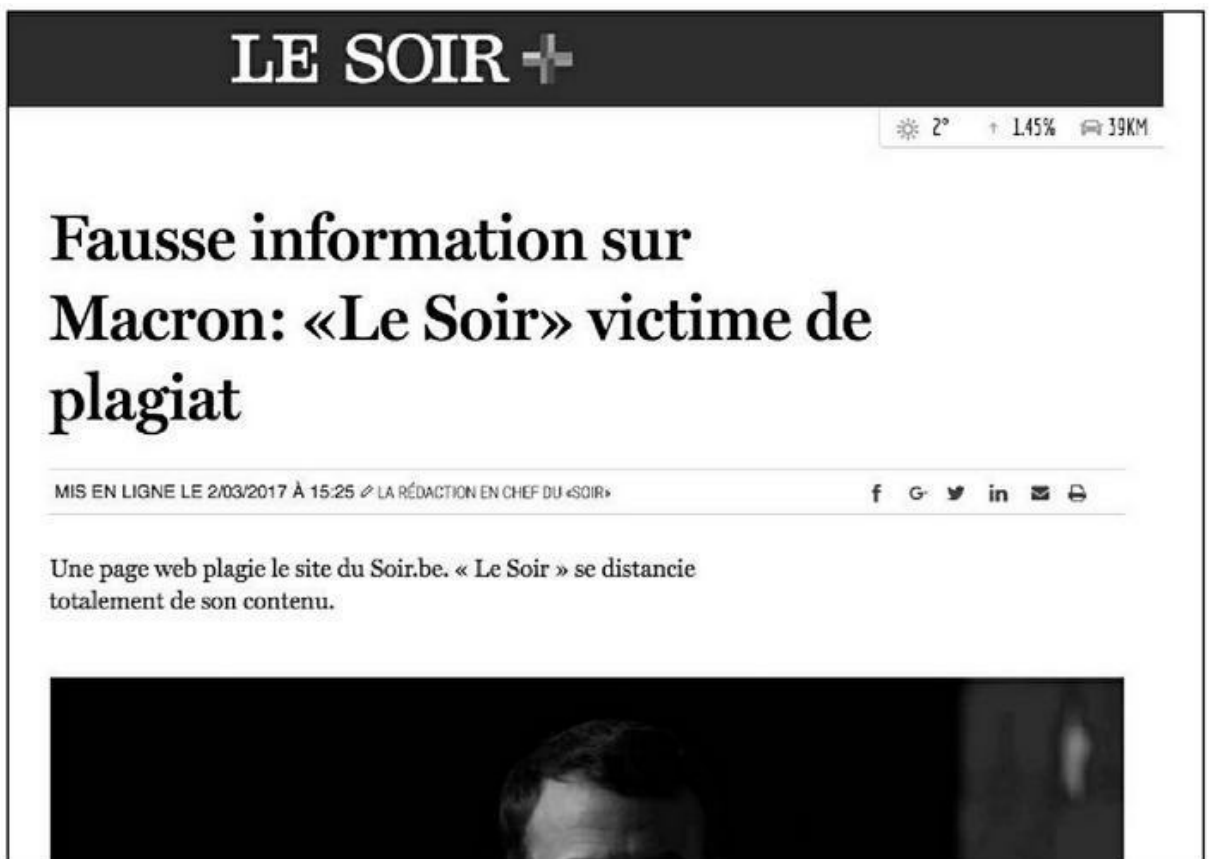 LE SOIR
2° ↑ 1.45% 39KM
Fausse information sur
Macron: «Le Soir» victime de
plagiat
MIS EN LIGNE LE 2/03/2017 À 15:25 LA RÉDACTION EN CHEF DU «SOIR»
f G+ in
Une page web plagie le site du Soir.be. « Le Soir » se distancie
totalement de son contenu.